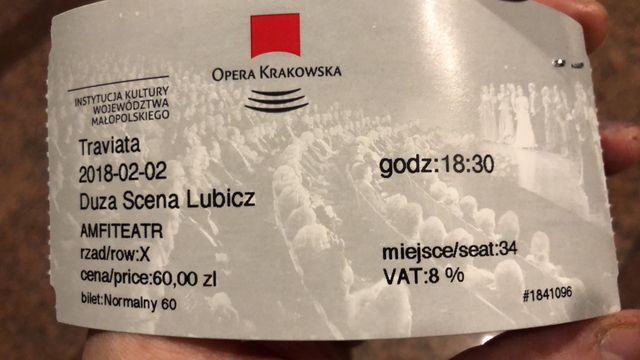 OPERA KRAKOWSKA
INSTYTUCJA KULTURY
WOJEWÓDZTWA
MAŁOPOLSKIEGO
Traviata
2018-02-02
godz:18:30
Duza Scena Lubicz
AMFITEATR
rzad/row:X
miejsce/seat:34
cena/price:60,00 zl
VAT:8 %
bilet:Normalny 60
#1841096